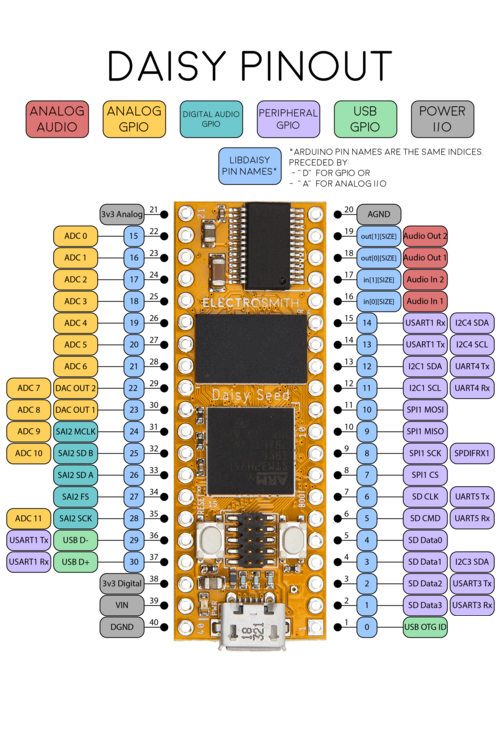 DAISY PINOUT
ANALOG AUDIO
ANALOG GPIO
DIGITAL AUDIO GPIO
PERIPHERAL GPIO
USB GPIO
POWER IIO
LIBDAISY PIN NAMES*
*ARDUINO PIN NAMES ARE THE SAME INDICES
PRECEDED BY:
- "D" FOR GPIO OR
- "A" FOR ANALOG IIO
3v3 Analog 21
ADC 0 15 22
ADC 1 16 23
ADC 2 17 24
ADC 3 18 25
ADC 4 19 26
ADC 5 20 27
ADC 6 21 28
ADC 7 DAC OUT 2 22 29
ADC 8 DAC OUT 1 23 30
ADC 9 SAI2 MCLK 24 31
ADC 10 SAI2 SD B 25 32
SAI2 SD A 26 33
SAI2 FS 27 34
ADC 11 SAI2 SCK 28 35
USART1 Tx USB D- 29 36
USART1 Rx USB D+ 30 37
3v3 Digital 38
VIN 39
DGND 40
21
ELECTROSMITH
Daisy Seed
31
10
ARM
BOOT
40
18
321
1
20 AGND
19 out[1][SIZE] Audio Out 2
18 out[0][SIZE] Audio Out 1
17 in[1][SIZE] Audio In 2
16 in[0][SIZE] Audio In 1
15 14 USART1 Rx I2C4 SDA
14 13 USART1 Tx I2C4 SCL
13 12 I2C1 SDA UART4 Tx
12 11 I2C1 SCL UART4 Rx
11 10 SPI1 MOSI
10 9 SPI1 MISO
9 8 SPI1 SCK SPDIFRX1
8 7 SPI1 CS
7 6 SD CLK UART5 Tx
6 5 SD CMD UART5 Rx
5 4 SD Data0
4 3 SD Data1 I2C3 SDA
3 2 SD Data2 USART3 Tx
2 1 SD Data3 USART3 Rx
1 0 USB OTG ID